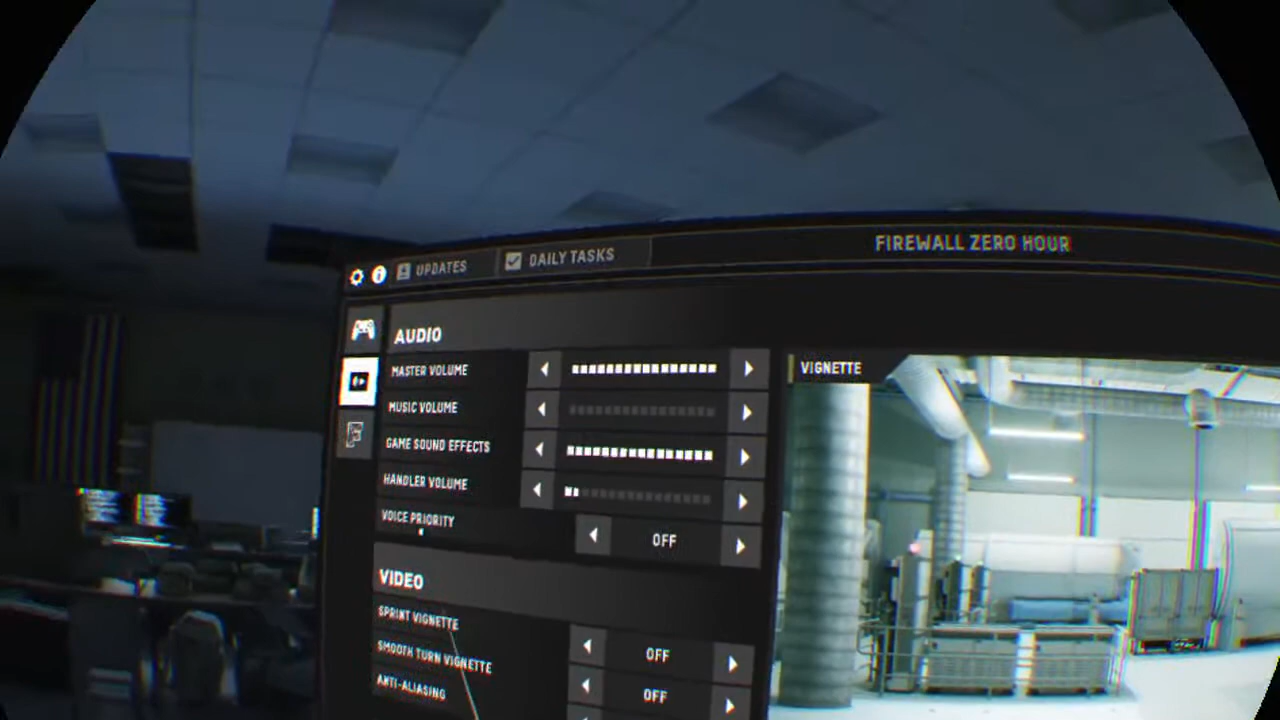 UPDATES
DAILY TASKS
FIREWALL ZERO HOUR
AUDIO
MASTER VOLUME
MUSIC VOLUME
GAME SOUND EFFECTS
HANDLER VOLUME
VOICE PRIORITY
OFF
VIDEO
SPRINT VIGNETTE
OFF
SMOOTH TURN VIGNETTE
OFF
ANTI-ALIASING
VIGNETTE